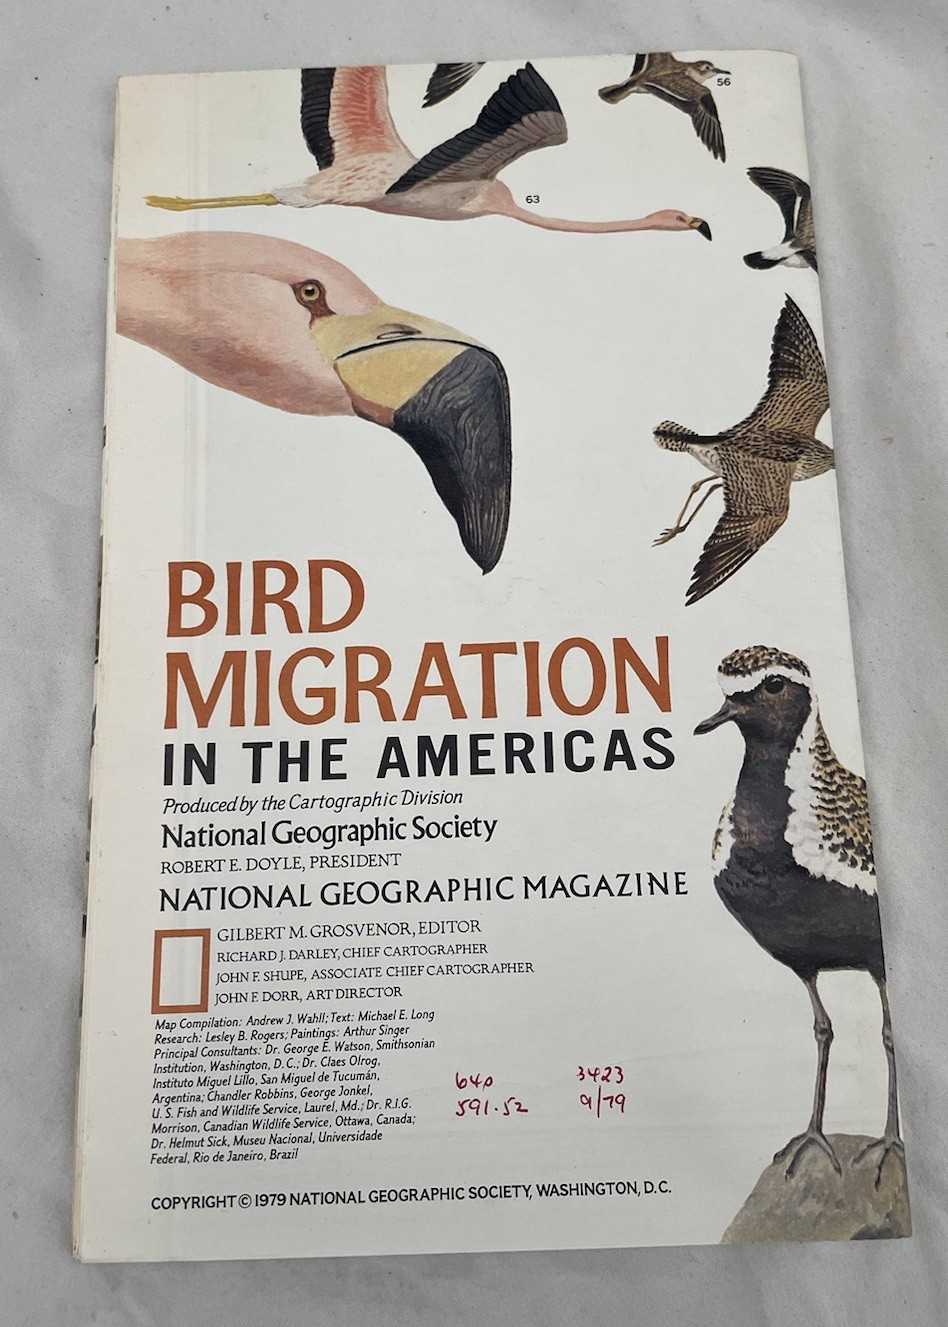 56
63
BIRD
MIGRATION
IN THE AMERICAS
Produced by the Cartographic Division
National Geographic Society
ROBERT E. DOYLE, PRESIDENT
NATIONAL GEOGRAPHIC MAGAZINE
GILBERT M. GROSVENOR, EDITOR
RICHARD J. DARLEY, CHIEF CARTOGRAPHER
JOHN F. SHUPE, ASSOCIATE CHIEF CARTOGRAPHER
JOHN F. DORR, ART DIRECTOR
Map Compilation: Andrew J. Wahll; Text: Michael E. Long
Research: Lesley B. Rogers; Paintings: Arthur Singer
Principal Consultants: Dr. George E. Watson, Smithsonian
Institution, Washington, D.C.; Dr. Claes Olrog,
Instituto Miguel Lillo, San Miguel de Tucumán,
Argentina; Chandler Robbins, George Jonkel,
U. S. Fish and Wildlife Service, Laurel, Md.; Dr. R.I.G.
Morrison, Canadian Wildlife Service, Ottawa, Canada;
Dr. Helmut Sick, Museu Nacional, Universidade
Federal, Rio de Janeiro, Brazil
64p 3423
591.52 9/79
COPYRIGHT © 1979 NATIONAL GEOGRAPHIC SOCIETY, WASHINGTON, D.C.